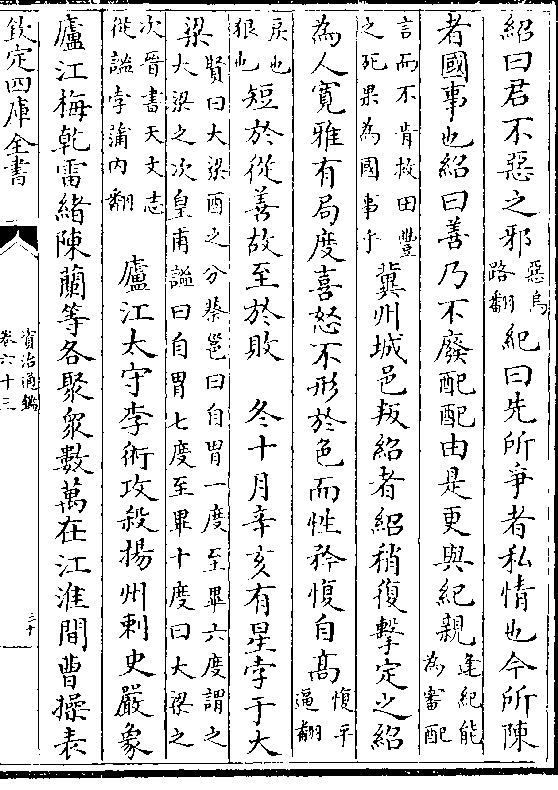 紹曰君不惡之邪惡烏路翻紀曰先所爭者私情也今所陳
者國事也紹曰善乃不廢配配由是更與紀親逢紀能為審配
言而不肯救田豐之死果為國事乎冀州城邑叛紹者紹稍復擊定之紹
為人寛雅有局度喜怒不形於色而性矜愎自高愎平逼翻
戾也狠也短於從善故至於敗　冬十月辛亥有星孛于大
梁賢曰大梁酉之分蔡邕曰自胃一度至畢六度謂之大梁之次皇甫謐曰自胃七度至畢十度曰大梁之
次晉書天文志從謐孛蒲内翻　廬江太守李術攻殺揚州刺史嚴象
廬江梅乾雷緒陳蘭等各聚衆數萬在江淮間曹操表
欽定四庫全書
資治通鑑
卷六十三
三十